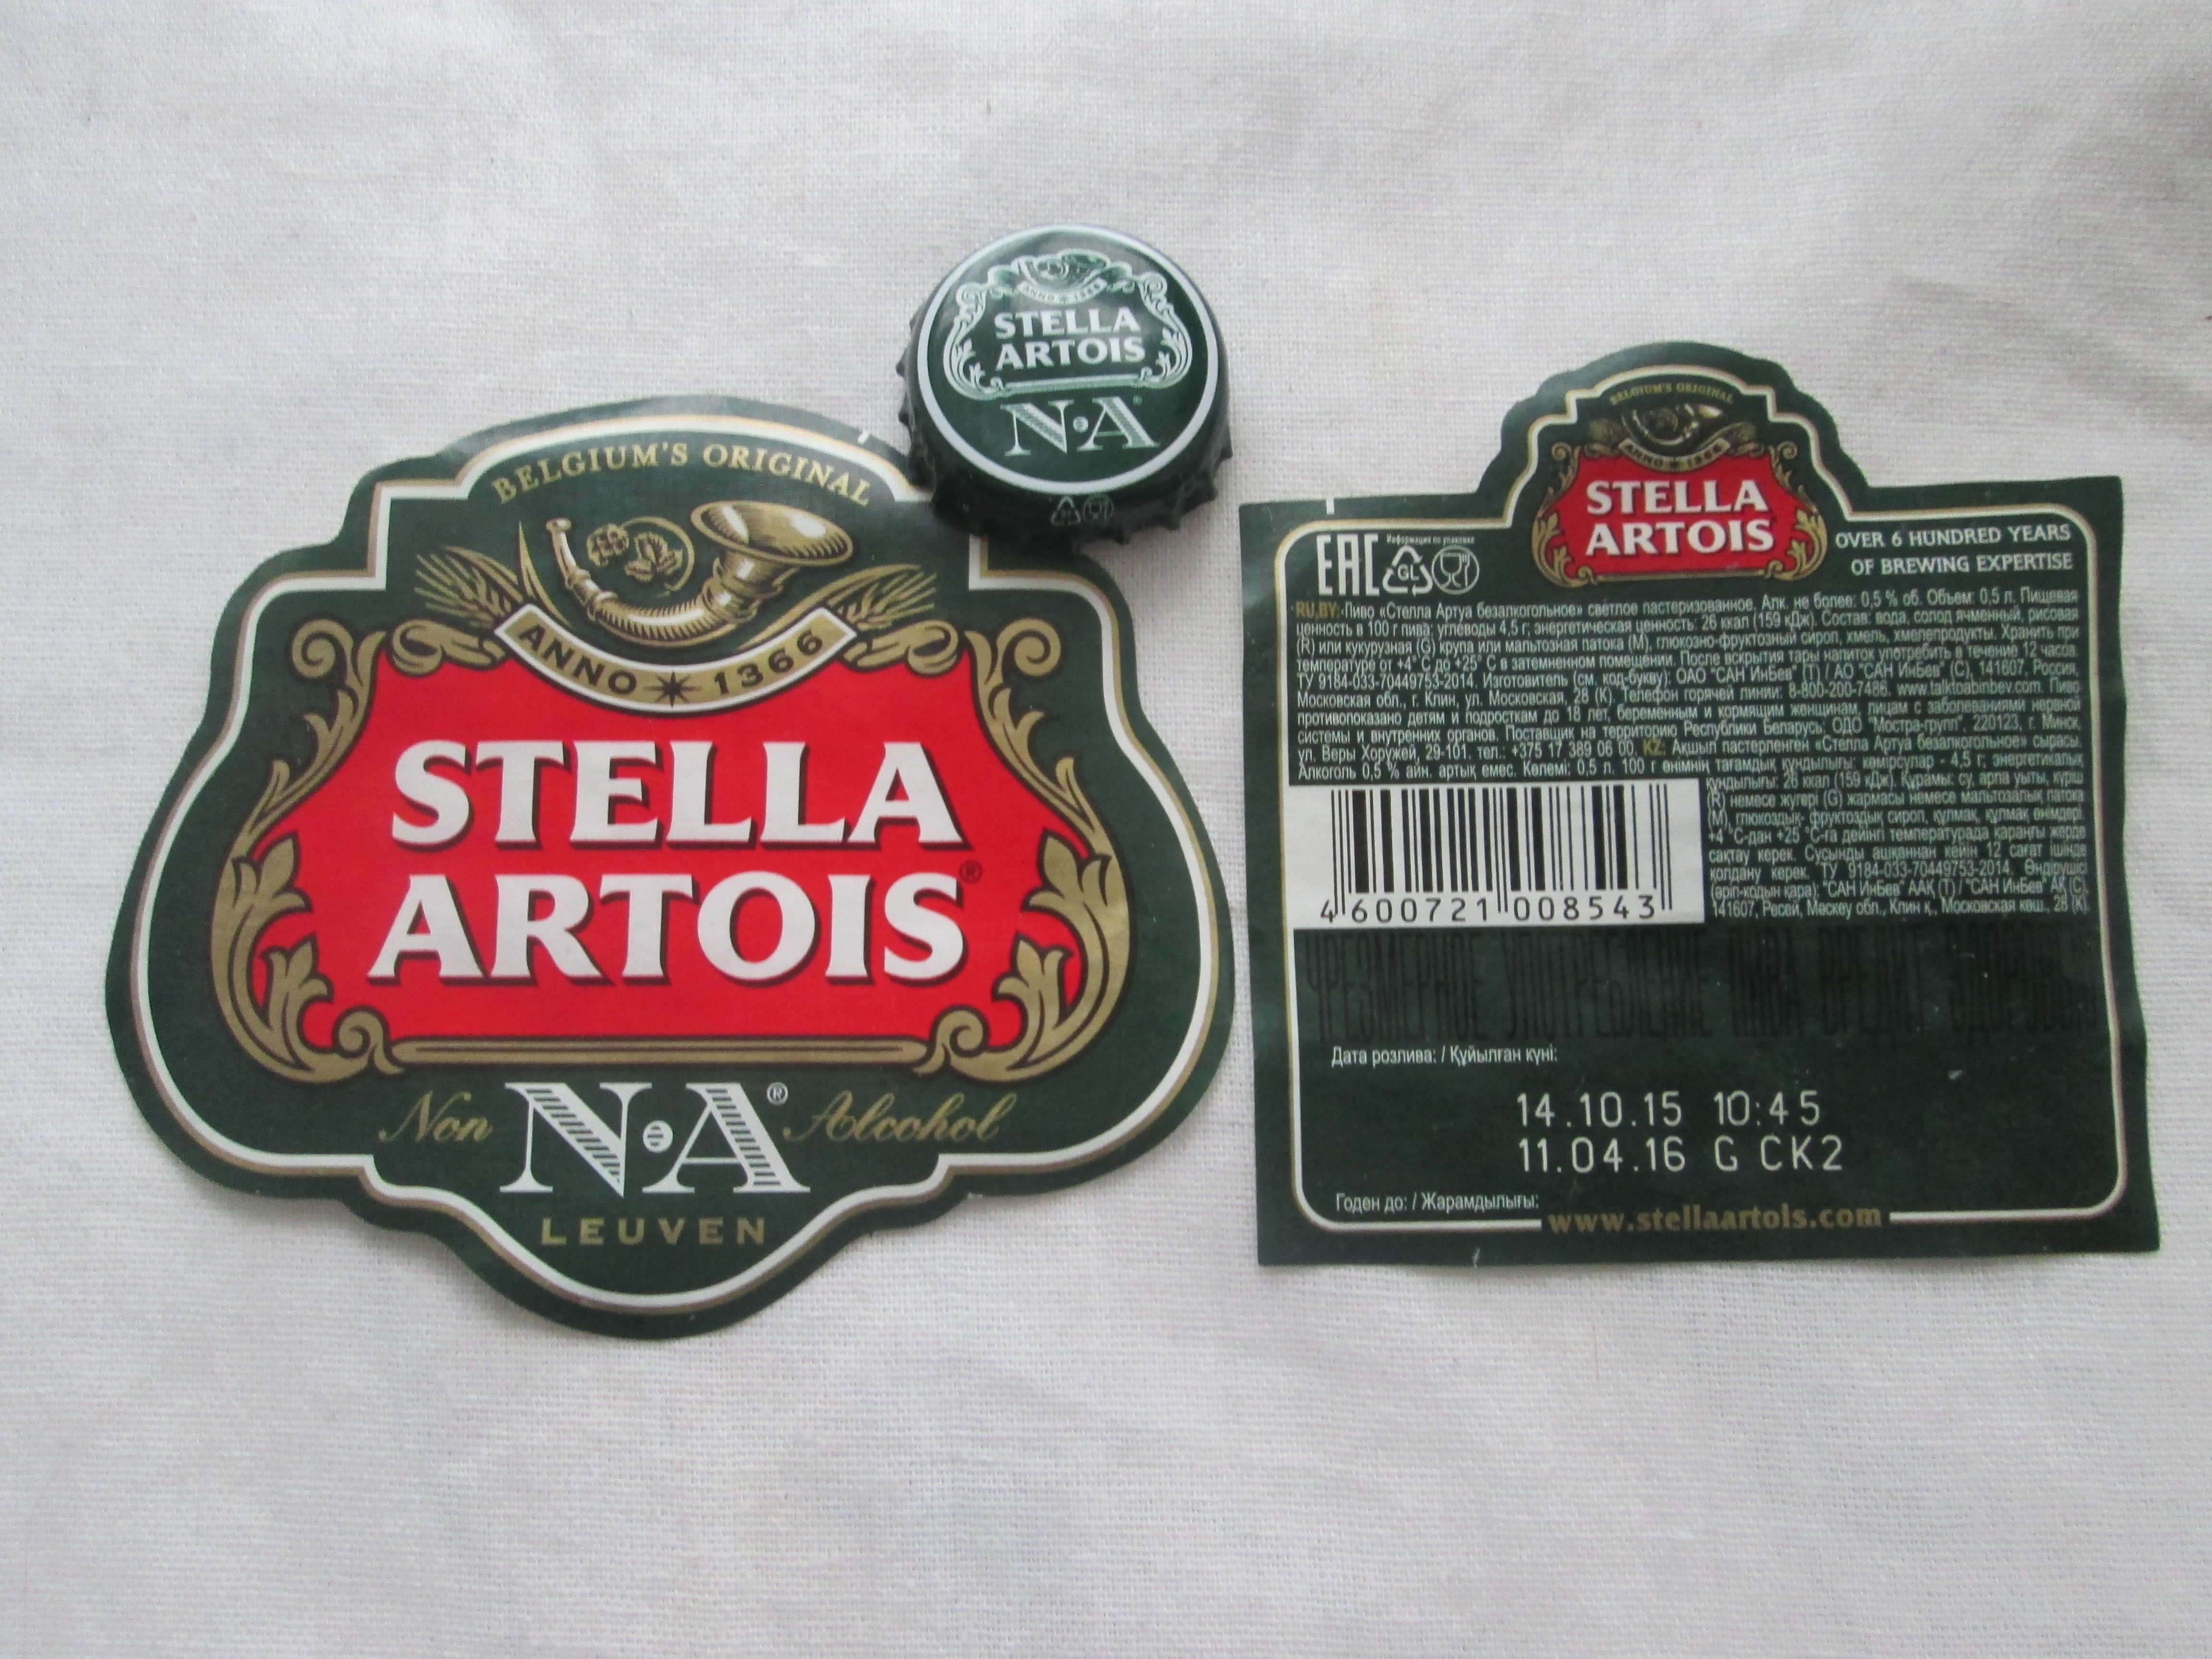 BELGIUM'S ORIGINAL
ANNO 1366
STELLA
ARTOIS®
Non N·A® Alcohol
LEUVEN
ANNO 1366
STELLA
ARTOIS
N·A
BELGIUM'S ORIGINAL
ANNO 1366
STELLA
ARTOIS
OVER 6 HUNDRED YEARS
OF BREWING EXPERTISE
EAC
Информация по упаковке
GL
RU,BY: Пиво «Стелла Артуа безалкогольное» светлое пастеризованное. Алк. не более: 0,5 % об. Объем: 0,5 л. Пищевая
ценность в 100 г пива: углеводы 4,5 г; энергетическая ценность: 26 ккал (159 кДж). Состав: вода, солод ячменный, рисовая
(R) или кукурузная (G) крупа или мальтозная патока (M), глюкозно-фруктозный сироп, хмель, хмелепродукты. Хранить при
температуре от +4° С до +25° С в затемненном помещении. После вскрытия тары напиток употребить в течение 12 часов.
ТУ 9184-033-70449753-2014. Изготовитель (см. код-букву): ОАО "САН ИнБев" (Т) / АО "САН ИнБев" (С), 141607, Россия,
Московская обл., г. Клин, ул. Московская, 28 (К). Телефон горячей линии: 8-800-200-7486. www.talktoabinbev.com. Пиво
противопоказано детям и подросткам до 18 лет, беременным и кормящим женщинам, лицам с заболеваниями нервной
системы и внутренних органов. Поставщик на территорию Республики Беларусь: ОДО "Мостра-групп", 220123, г. Минск,
ул. Веры Хоружей, 29-101. тел.: +375 17 389 06 00. KZ: Ақшыл пастерленген «Стелла Артуа безалкогольное» сырасы.
Алкоголь 0,5 % айн. артық емес. Көлемі: 0,5 л. 100 г өнімнің тағамдық құндылығы: көмірсулар - 4,5 г; энергетикалық
құндылығы: 26 ккал (159 кДж). Құрамы: су, арпа уыты, күріш
(R) немесе жүгері (G) жармасы немесе мальтозалық патока
(M), глюкоздық- фруктоздық сироп, құлмақ, құлмақ өнімдері.
+4 °С-дан +25 °С-ға дейінгі температурада қараңғы жерде
сақтау керек. Сусынды ашқаннан кейін 12 сағат ішінде
қолдану керек. ТУ 9184-033-70449753-2014. Өндіруші
(әріп-кодын қара): "САН ИнБев" ААҚ (Т) / "САН ИнБев" АҚ (С),
141607, Ресей, Мәскеу обл., Клин қ., Московская көш., 28 (К).
4 600721 008543
ЧРЕЗМЕРНОЕ УПОТРЕБЛЕНИЕ ПИВА ВРЕДИТ ЗДОРОВЬЮ
Дата розлива: / Құйылған күні:
14.10.15 10:45
11.04.16 G CK2
Годен до: / Жарамдылығы:
www.stellaartois.com